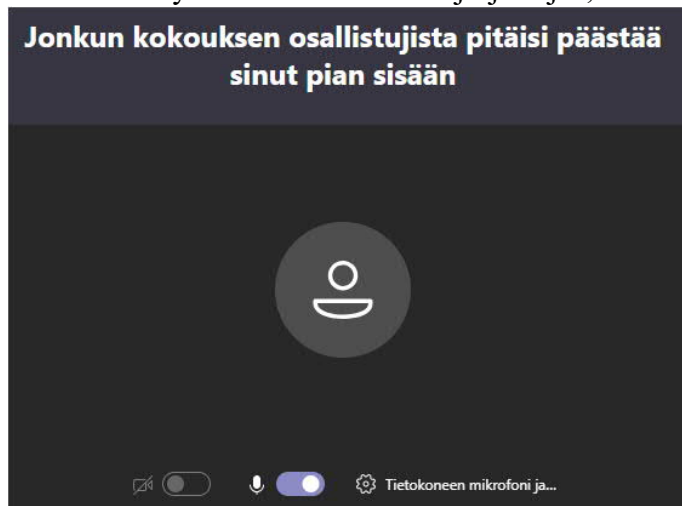 Jonkun kokouksen osallistujista pitäisi päästää
sinut pian sisään
Tietokoneen mikrofoni ja...